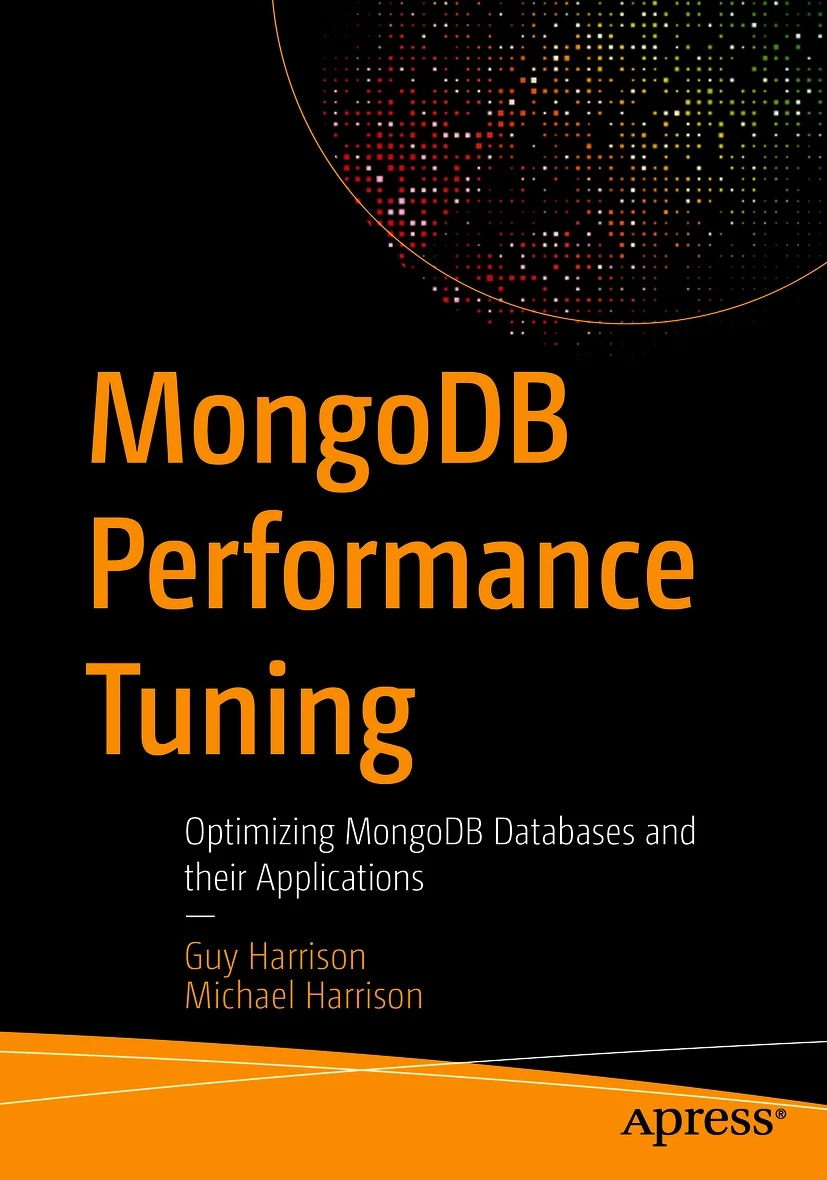 MongoDB
Performance
Tuning
Optimizing MongoDB Databases and
their Applications
—
Guy Harrison
Michael Harrison
Apress®